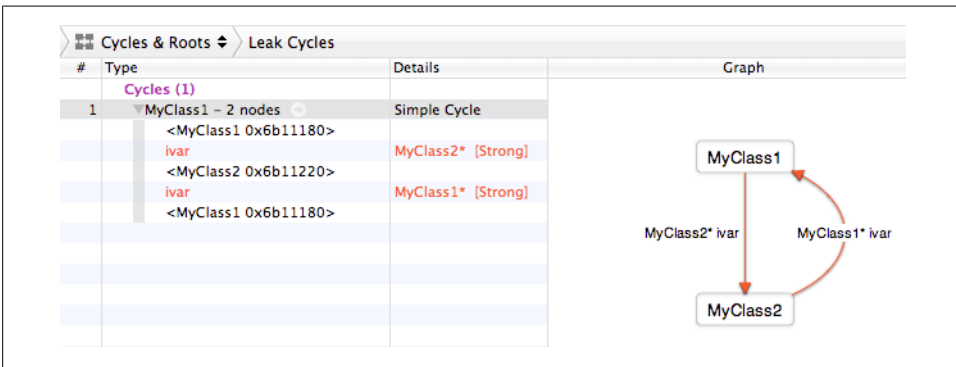 Cycles & Roots Leak Cycles
# Type Details Graph
Cycles (1)
1 MyClass1 – 2 nodes Simple Cycle
<MyClass1 0x6b11180>
ivar MyClass2* [Strong]
<MyClass2 0x6b11220>
ivar MyClass1* [Strong]
<MyClass1 0x6b11180>
MyClass1
MyClass2* ivar MyClass1* ivar
MyClass2